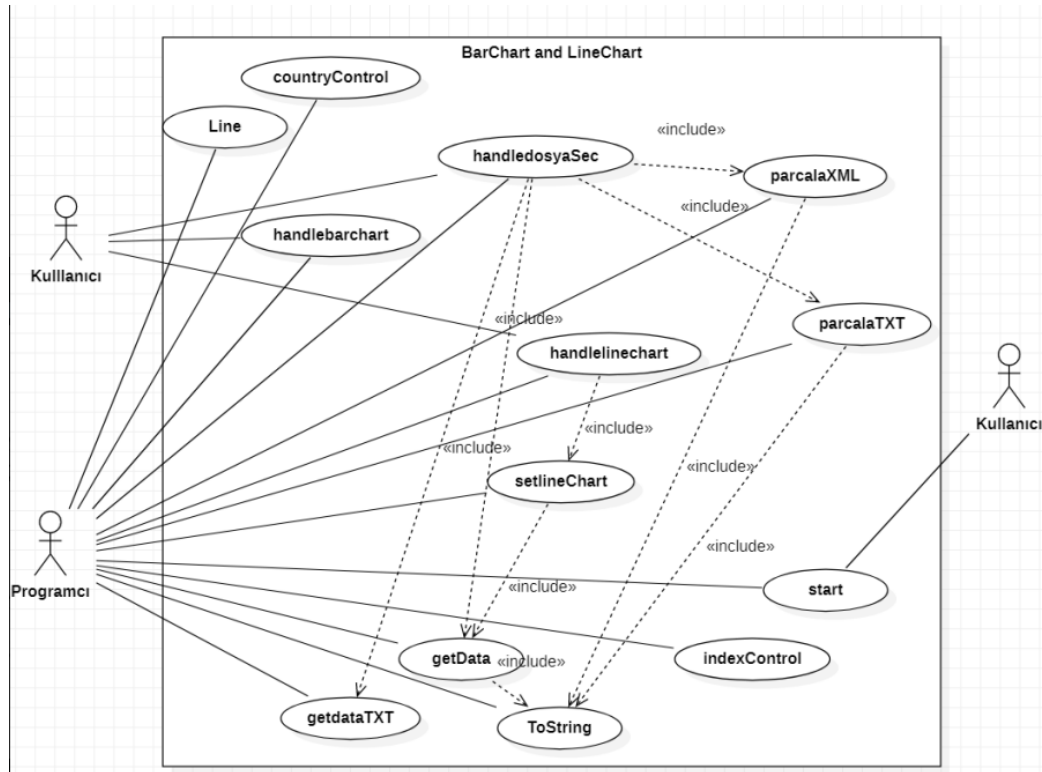 BarChart and LineChart
countryControl
Line
«include»
handledosyaSec
parcalaXML
«include»
handlebarchart
Kulllanıcı
«include»
parcalaTXT
handlelinechart
Kullanıcı
«include»
«include»
«include»
setlineChart
«include»
«include»
start
Programcı
getData
«include»
indexControl
getdataTXT
ToString